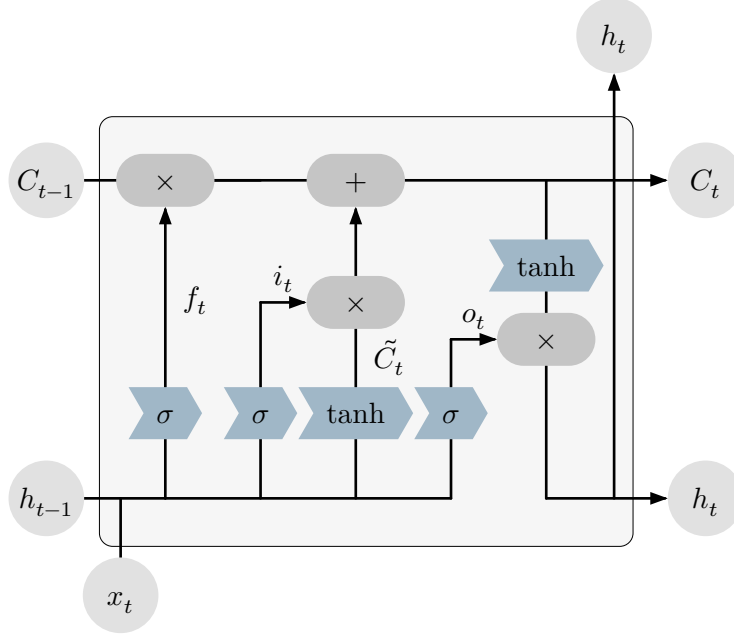 h_t
C_{t−1}
×
+
C_t
tanh
i_t
f_t
×
o_t
×
C̃_t
σ
σ
tanh
σ
h_{t−1}
h_t
x_t